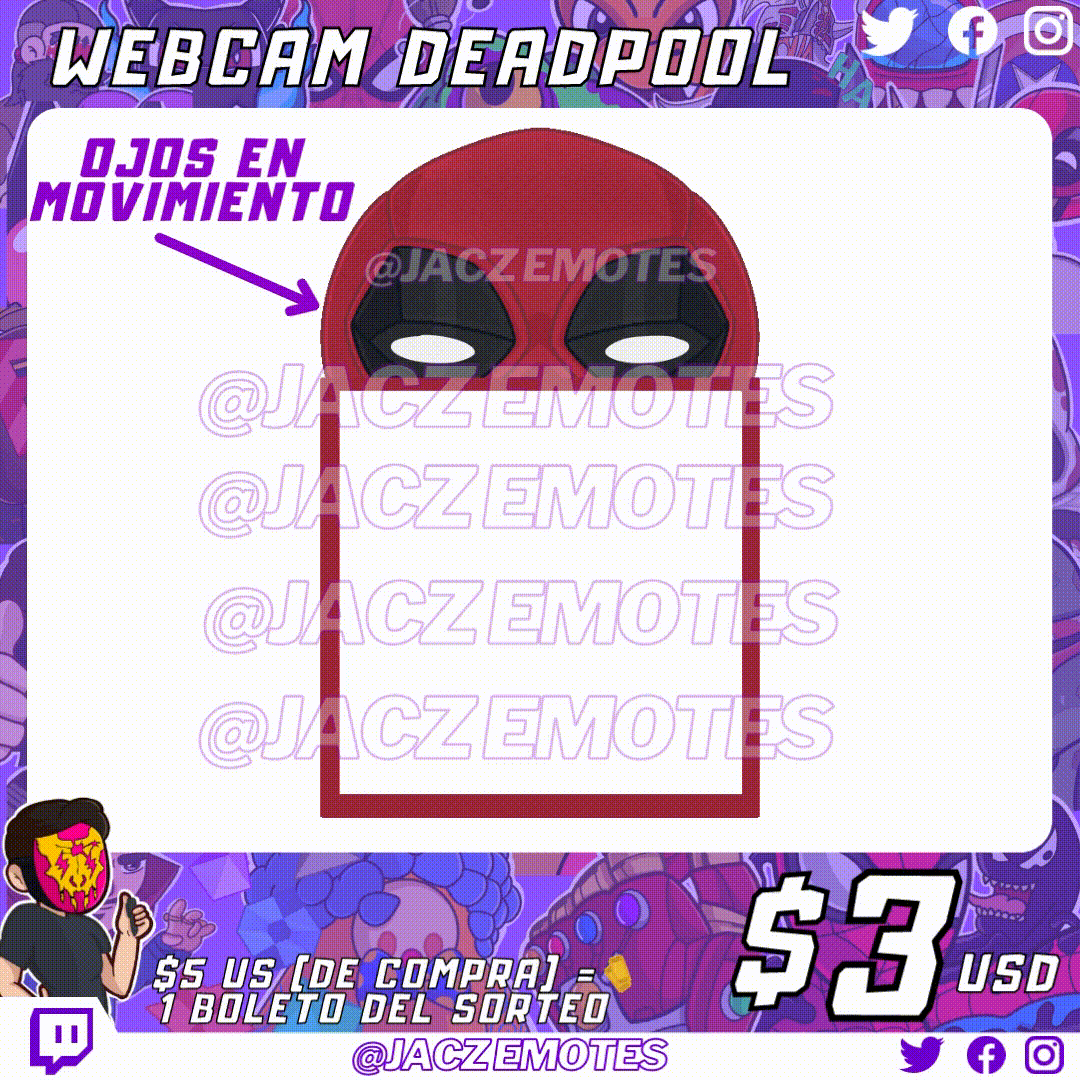 WEBCAM DEADPOOL
OJOS EN
MOVIMIENTO
@JACZEMOTES
@JACZEMOTES
@JACZEMOTES
@JACZEMOTES
@JACZEMOTES
$5 US (DE COMPRA) =
1 BOLETO DEL SORTEO
$3 USD
@JACZEMOTES